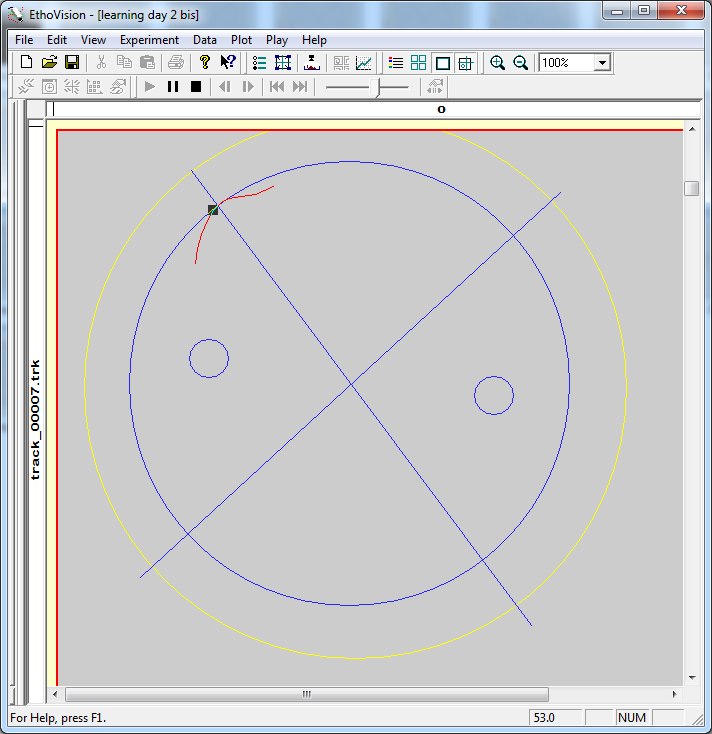 EthoVision - [learning day 2 bis]
File Edit View Experiment Data Plot Play Help
100%
0
track_00007.trk
For Help, press F1.
53.0
NUM